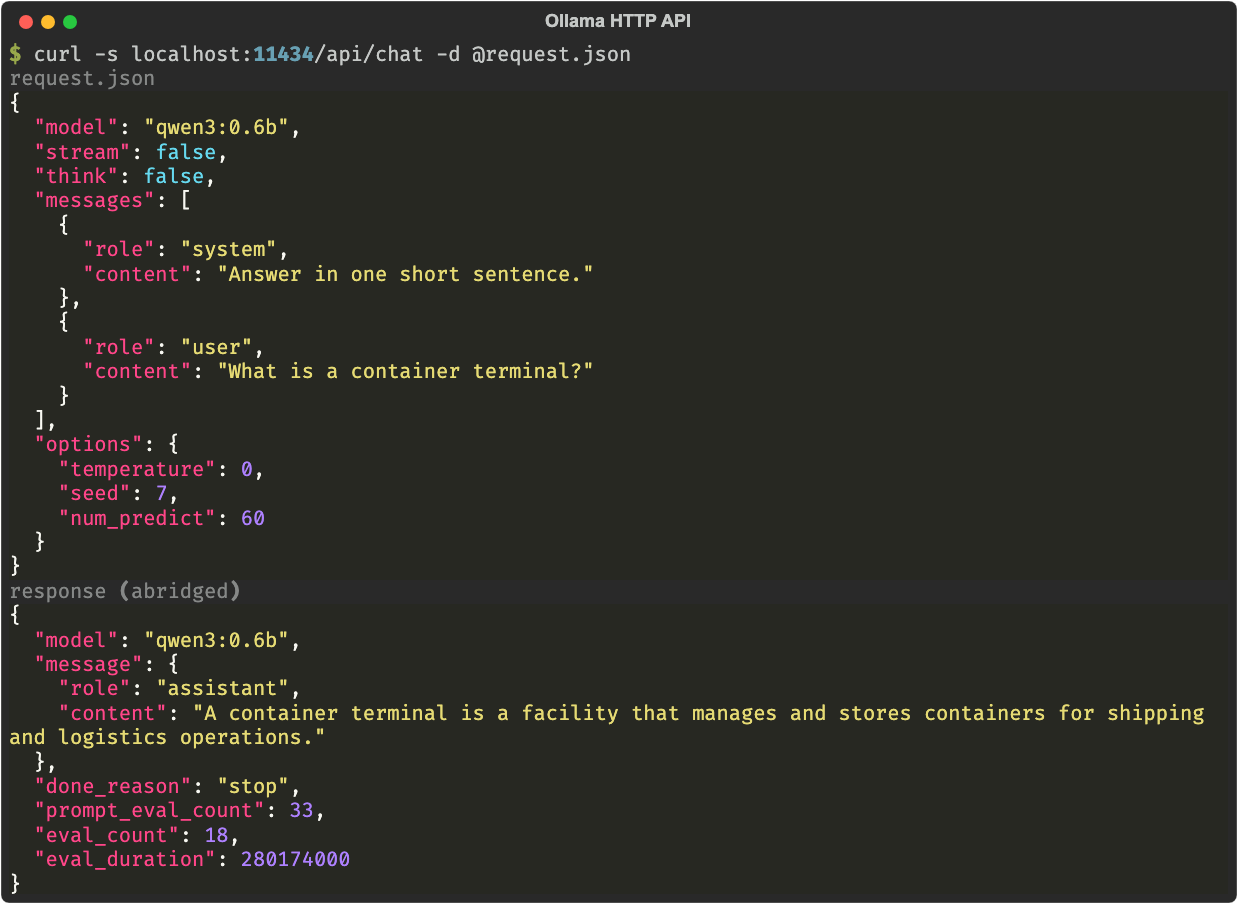 Ollama HTTP API
$ curl -s localhost:11434/api/chat -d @request.json
request.json
{
  "model": "qwen3:0.6b",
  "stream": false,
  "think": false,
  "messages": [
    {
      "role": "system",
      "content": "Answer in one short sentence."
    },
    {
      "role": "user",
      "content": "What is a container terminal?"
    }
  ],
  "options": {
    "temperature": 0,
    "seed": 7,
    "num_predict": 60
  }
}
response (abridged)
{
  "model": "qwen3:0.6b",
  "message": {
    "role": "assistant",
    "content": "A container terminal is a facility that manages and stores containers for shipping
and logistics operations."
  },
  "done_reason": "stop",
  "prompt_eval_count": 33,
  "eval_count": 18,
  "eval_duration": 280174000
}